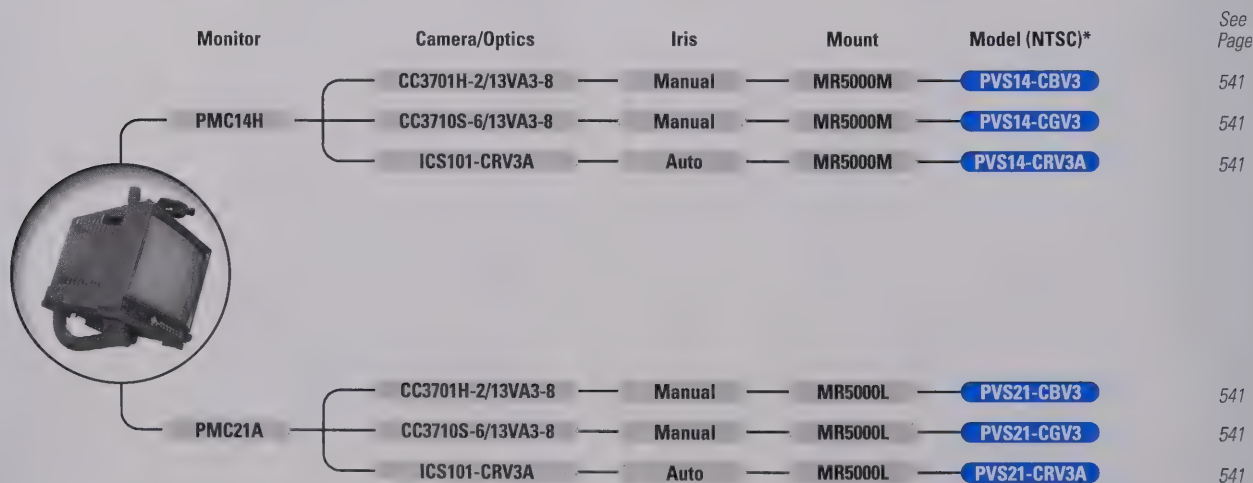 See
Monitor Camera/Optics Iris Mount Model (NTSC)* Page
CC3701H-2/13VA3-8 Manual MR5000M PVS14-CBV3 541
PMC14H CC3710S-6/13VA3-8 Manual MR5000M PVS14-CGV3 541
ICS101-CRV3A Auto MR5000M PVS14-CRV3A 541
CC3701H-2/13VA3-8 Manual MR5000L PVS21-CBV3 541
PMC21A CC3710S-6/13VA3-8 Manual MR5000L PVS21-CGV3 541
ICS101-CRV3A Auto MR5000L PVS21-CRV3A 541